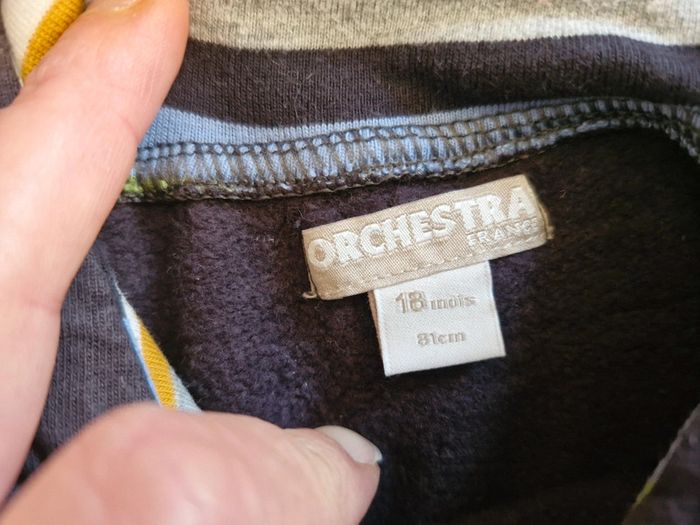 ORCHESTRA
FRANCE
18 mois
81cm